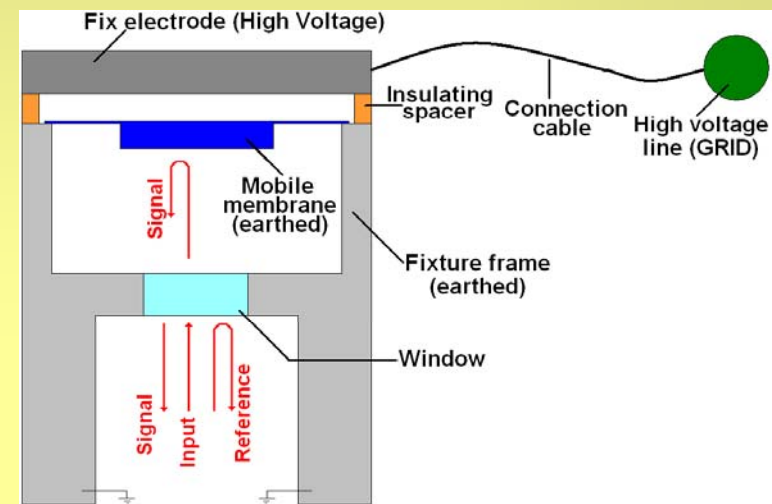 Fix electrode (High Voltage)
Insulating
spacer
Connection
cable
High voltage
line (GRID)
Signal
Mobile
membrane
(earthed)
Fixture frame
(earthed)
Window
Signal
Input
Reference